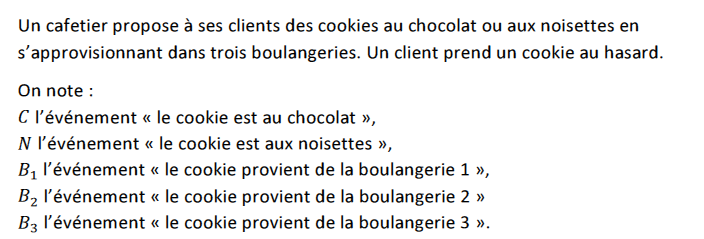 Un cafetier propose à ses clients des cookies au chocolat ou aux noisettes en
s’approvisionnant dans trois boulangeries. Un client prend un cookie au hasard.
On note :
C l’événement « le cookie est au chocolat »,
N l’événement « le cookie est aux noisettes »,
B₁ l’événement « le cookie provient de la boulangerie 1 »,
B₂ l’événement « le cookie provient de la boulangerie 2 »
B₃ l’événement « le cookie provient de la boulangerie 3 ».